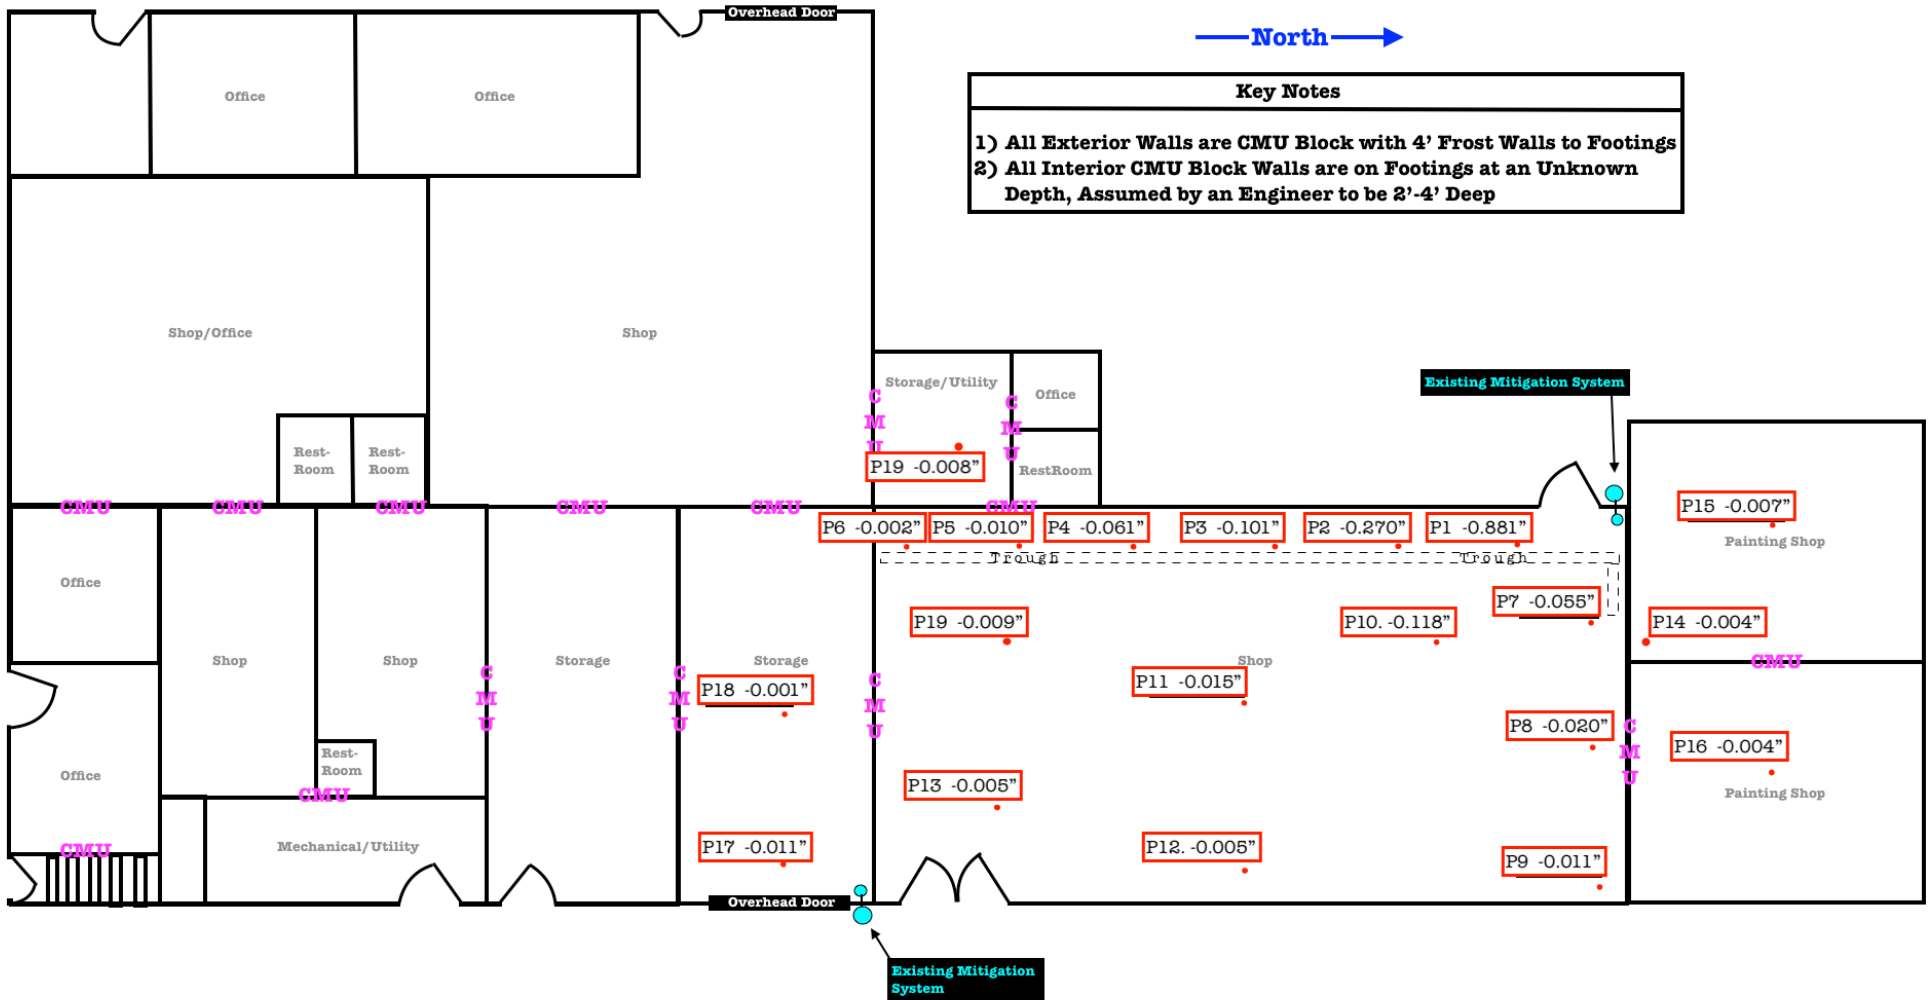 Overhead Door
North
Key Notes
1) All Exterior Walls are CMU Block with 4’ Frost Walls to Footings
2) All Interior CMU Block Walls are on Footings at an Unknown
Depth, Assumed by an Engineer to be 2’-4’ Deep
Office
Office
Shop/Office
Shop
Storage/Utility
Office
Existing Mitigation System
CMU
CMU
Rest-
Room
Rest-
Room
P19 -0.008”
RestRoom
CMU
CMU
CMU
CMU
CMU
CMU
P15 -0.007”
Painting Shop
P6 -0.002”
P5 -0.010”
P4 -0.061”
P3 -0.101”
P2 -0.270”
P1 -0.881”
Trough
Trough
Office
P7 -0.055”
P19 -0.009”
P10. -0.118”
P14 -0.004”
CMU
Shop
Shop
Storage
Storage
Shop
CMU
CMU
CMU
P18 -0.001”
P11 -0.015”
P8 -0.020”
CMU
P16 -0.004”
Painting Shop
Office
Rest-
Room
CMU
P13 -0.005”
CMU
Mechanical/Utility
P17 -0.011”
P12. -0.005”
P9 -0.011”
Overhead Door
Existing Mitigation
System